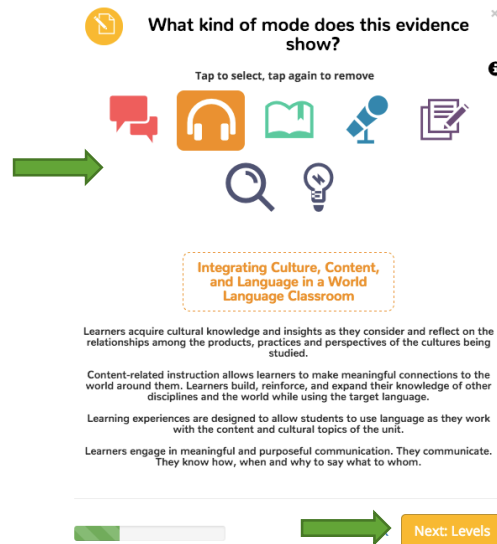 What kind of mode does this evidence
show?
Tap to select, tap again to remove
Integrating Culture, Content,
and Language in a World
Language Classroom
Learners acquire cultural knowledge and insights as they consider and reflect on the
relationships among the products, practices and perspectives of the cultures being
studied.
Content-related instruction allows learners to make meaningful connections to the
world around them. Learners build, reinforce, and expand their knowledge of other
disciplines and the world while using the target language.
Learning experiences are designed to allow students to use language as they work
with the content and cultural topics of the unit.
Learners engage in meaningful and purposeful communication. They communicate.
They know how, when and why to say what to whom.
Next: Levels